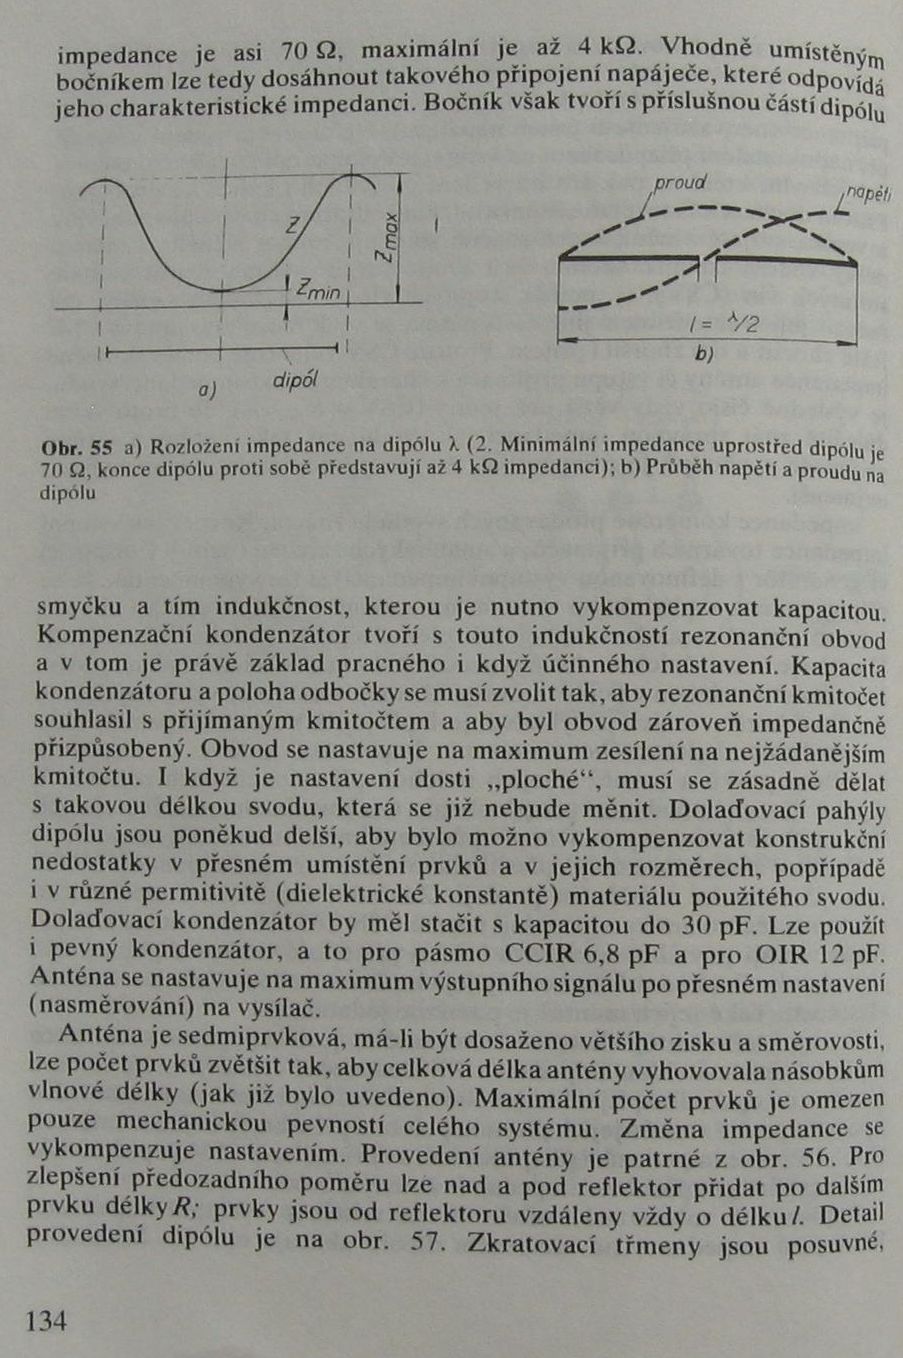 impedance je asi 70 Ω, maximální je až 4 kΩ. Vhodně umístěným
bočníkem lze tedy dosáhnout takového připojení napáječe, které odpovídá
jeho charakteristické impedanci. Bočník však tvoří s příslušnou částí dipólu
Z
Zmax
Zmin
dipól
a)
proud
napětí
l = λ/2
b)
Obr. 55 a) Rozložení impedance na dipólu λ (2. Minimální impedance uprostřed dipólu je
70 Ω, konce dipólu proti sobě představují až 4 kΩ impedanci); b) Průběh napětí a proudu na
dipólu
smyčku a tím indukčnost, kterou je nutno vykompenzovat kapacitou.
Kompenzační kondenzátor tvoří s touto indukčností rezonanční obvod
a v tom je právě základ pracného i když účinného nastavení. Kapacita
kondenzátoru a poloha odbočky se musí zvolit tak, aby rezonanční kmitočet
souhlasil s přijímaným kmitočtem a aby byl obvod zároveň impedančně
přizpůsobený. Obvod se nastavuje na maximum zesílení na nejžádanějším
kmitočtu. I když je nastavení dosti „ploché“, musí se zásadně dělat
s takovou délkou svodu, která se již nebude měnit. Dolaďovací pahýly
dipólu jsou poněkud delší, aby bylo možno vykompenzovat konstrukční
nedostatky v přesném umístění prvků a v jejich rozměrech, popřípadě
i v různé permitivitě (dielektrické konstantě) materiálu použitého svodu.
Dolaďovací kondenzátor by měl stačit s kapacitou do 30 pF. Lze použít
i pevný kondenzátor, a to pro pásmo CCIR 6,8 pF a pro OIR 12 pF.
Anténa se nastavuje na maximum výstupního signálu po přesném nastavení
(nasměrování) na vysílač.
Anténa je sedmiprvková, má-li být dosaženo většího zisku a směrovosti,
lze počet prvků zvětšit tak, aby celková délka antény vyhovovala násobkům
vlnové délky (jak již bylo uvedeno). Maximální počet prvků je omezen
pouze mechanickou pevností celého systému. Změna impedance se
vykompenzuje nastavením. Provedení antény je patrné z obr. 56. Pro
zlepšení předozadního poměru lze nad a pod reflektor přidat po dalším
prvku délky R; prvky jsou od reflektoru vzdáleny vždy o délku l. Detail
provedení dipólu je na obr. 57. Zkratovací třmeny jsou posuvné,
134